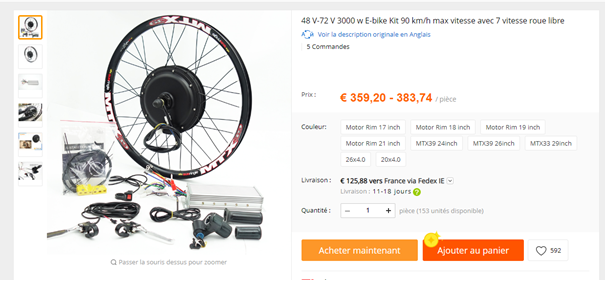 48 V-72 V 3000 w E-bike Kit 90 km/h max vitesse avec 7 vitesse roue libre
Voir la description originale en Anglais
5 Commandes
Prix :
€ 359,20 - 383,74 / pièce
Couleur:
Motor Rim 17 inch
Motor Rim 18 inch
Motor Rim 19 inch
Motor Rim 21 inch
MTX39 24inch
MTX39 26inch
MTX33 29inch
26x4.0
20x4.0
Livraison :
€ 125,88 vers France via Fedex IE
Livraison : 11-18 jours
Quantité :
1
pièce (153 unités disponible)
Acheter maintenant
Ajouter au panier
592
MTX
MTX
MTX
Passer la souris dessus pour zoomer